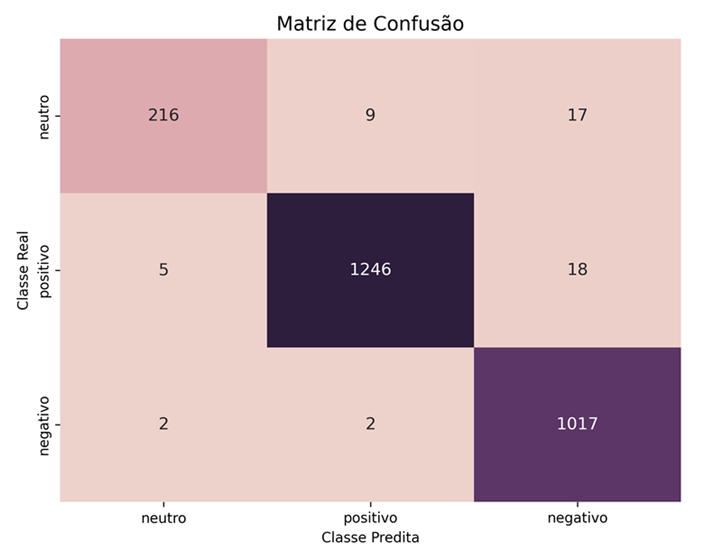 Matriz de Confusão
Classe Real
neutro
216 9 17
positivo
5 1246 18
negativo
2 2 1017
neutro positivo negativo
Classe Predita